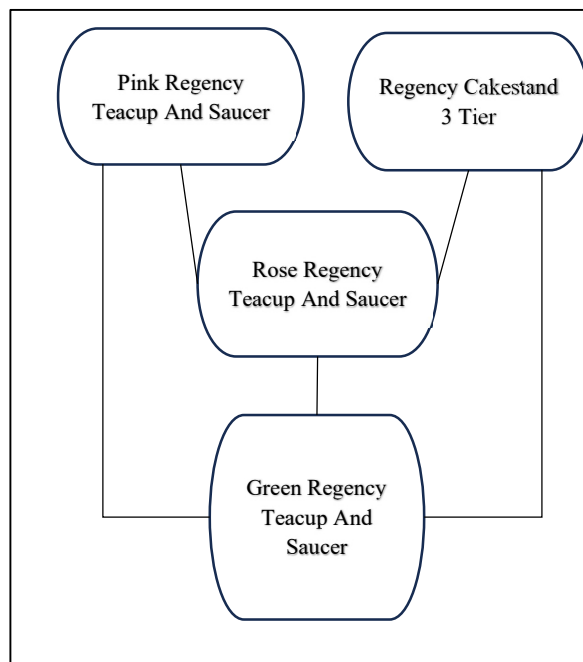 Pink Regency
Teacup And Saucer
Regency Cakestand
3 Tier
Rose Regency
Teacup And Saucer
Green Regency
Teacup And
Saucer